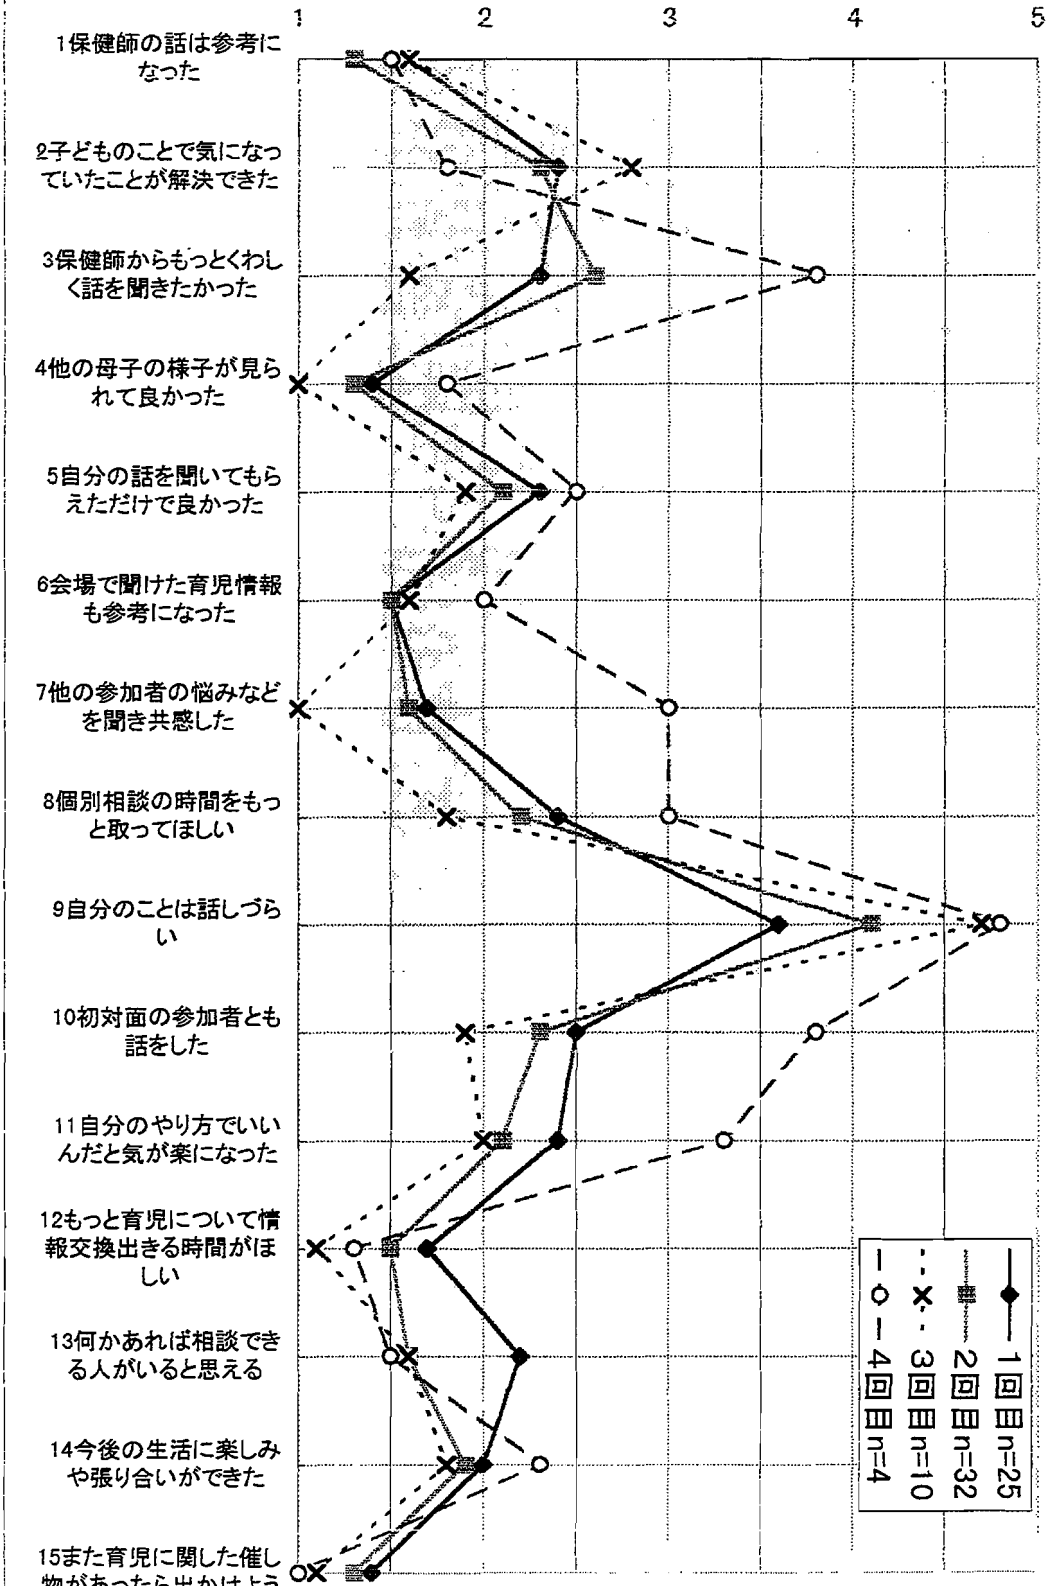 1 2 3 4 5
1保健師の話は参考に
なった
2子どものことで気になっ
ていたことが解決できた
3保健師からもっとくわし
く話を聞きたかった
4他の母子の様子が見ら
れて良かった
5自分の話を聞いてもら
えただけで良かった
6会場で聞けた育児情報
も参考になった
7他の参加者の悩みなど
を聞き共感した
8個別相談の時間をもっ
と取ってほしい
9自分のことは話しづら
い
10初対面の参加者とも
話をした
11自分のやり方でいい
んだと気が楽になった
12もっと育児について情
報交換出きる時間がほ
しい
13何かあれば相談でき
る人がいると思える
14今後の生活に楽しみ
や張り合いができた
15また育児に関した催し
物があったら出かけよう
1回目 n=25
2回目 n=32
3回目 n=10
4回目 n=4